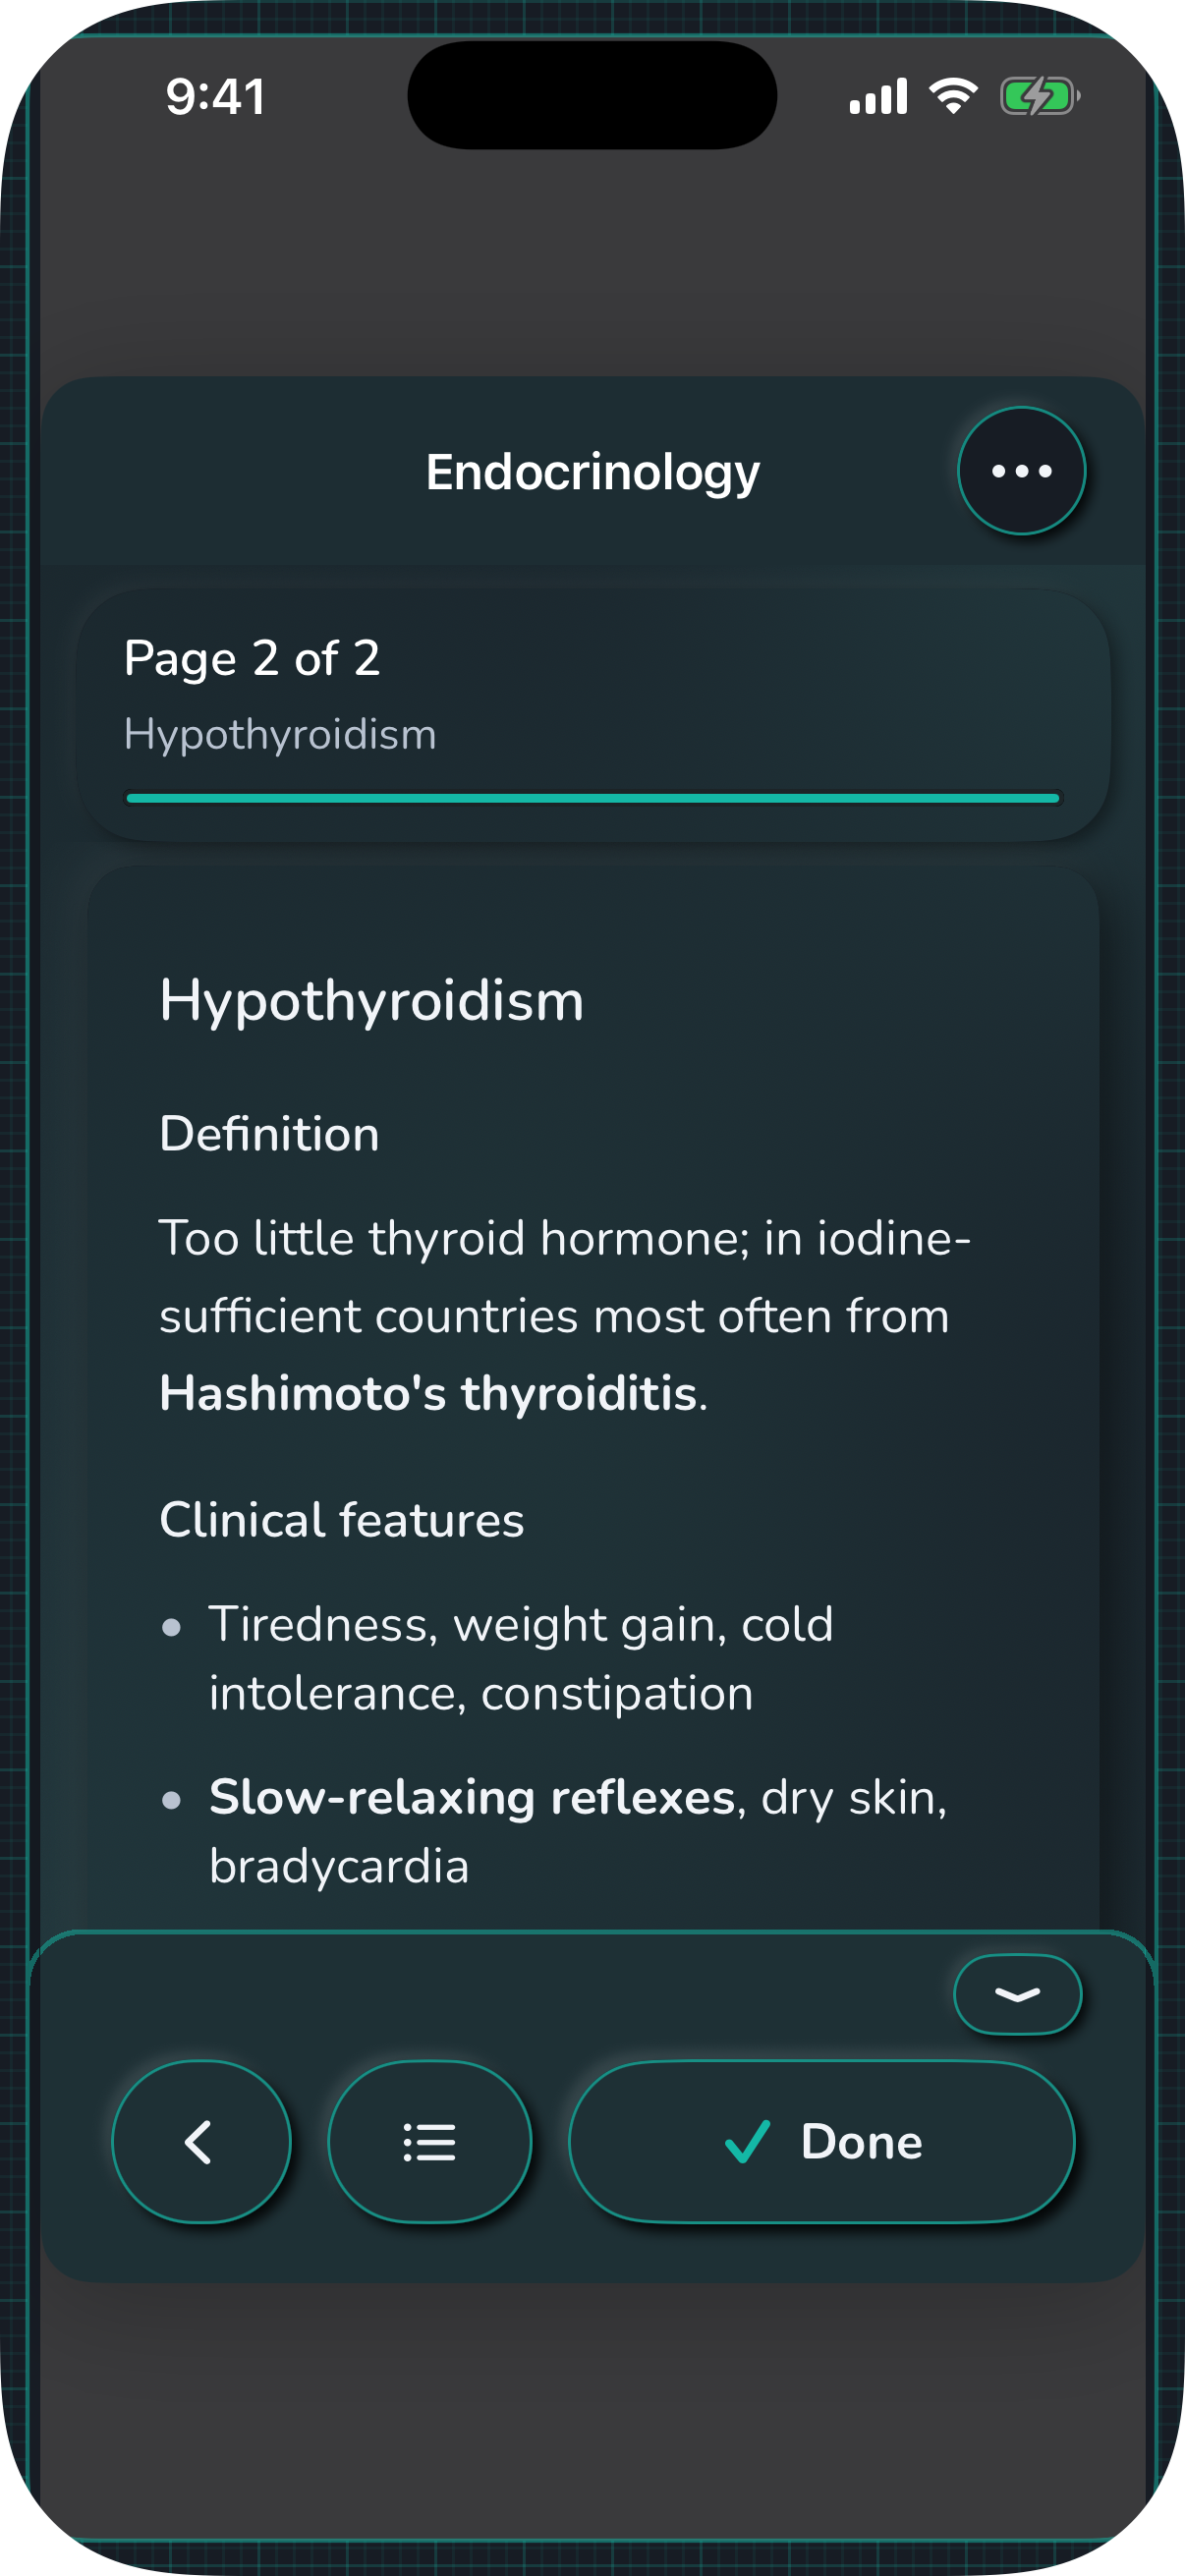 9:41
Endocrinology
Page 2 of 2
Hypothyroidism
Hypothyroidism
Definition
Too little thyroid hormone; in iodine-
sufficient countries most often from
Hashimoto's thyroiditis.
Clinical features
• Tiredness, weight gain, cold
intolerance, constipation
• Slow-relaxing reflexes, dry skin,
bradycardia
Done